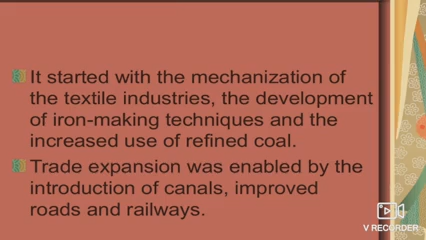 It started with the mechanization of
the textile industries, the development
of iron-making techniques and the
increased use of refined coal.
Trade expansion was enabled by the
introduction of canals, improved
roads and railways.
V RECORDER